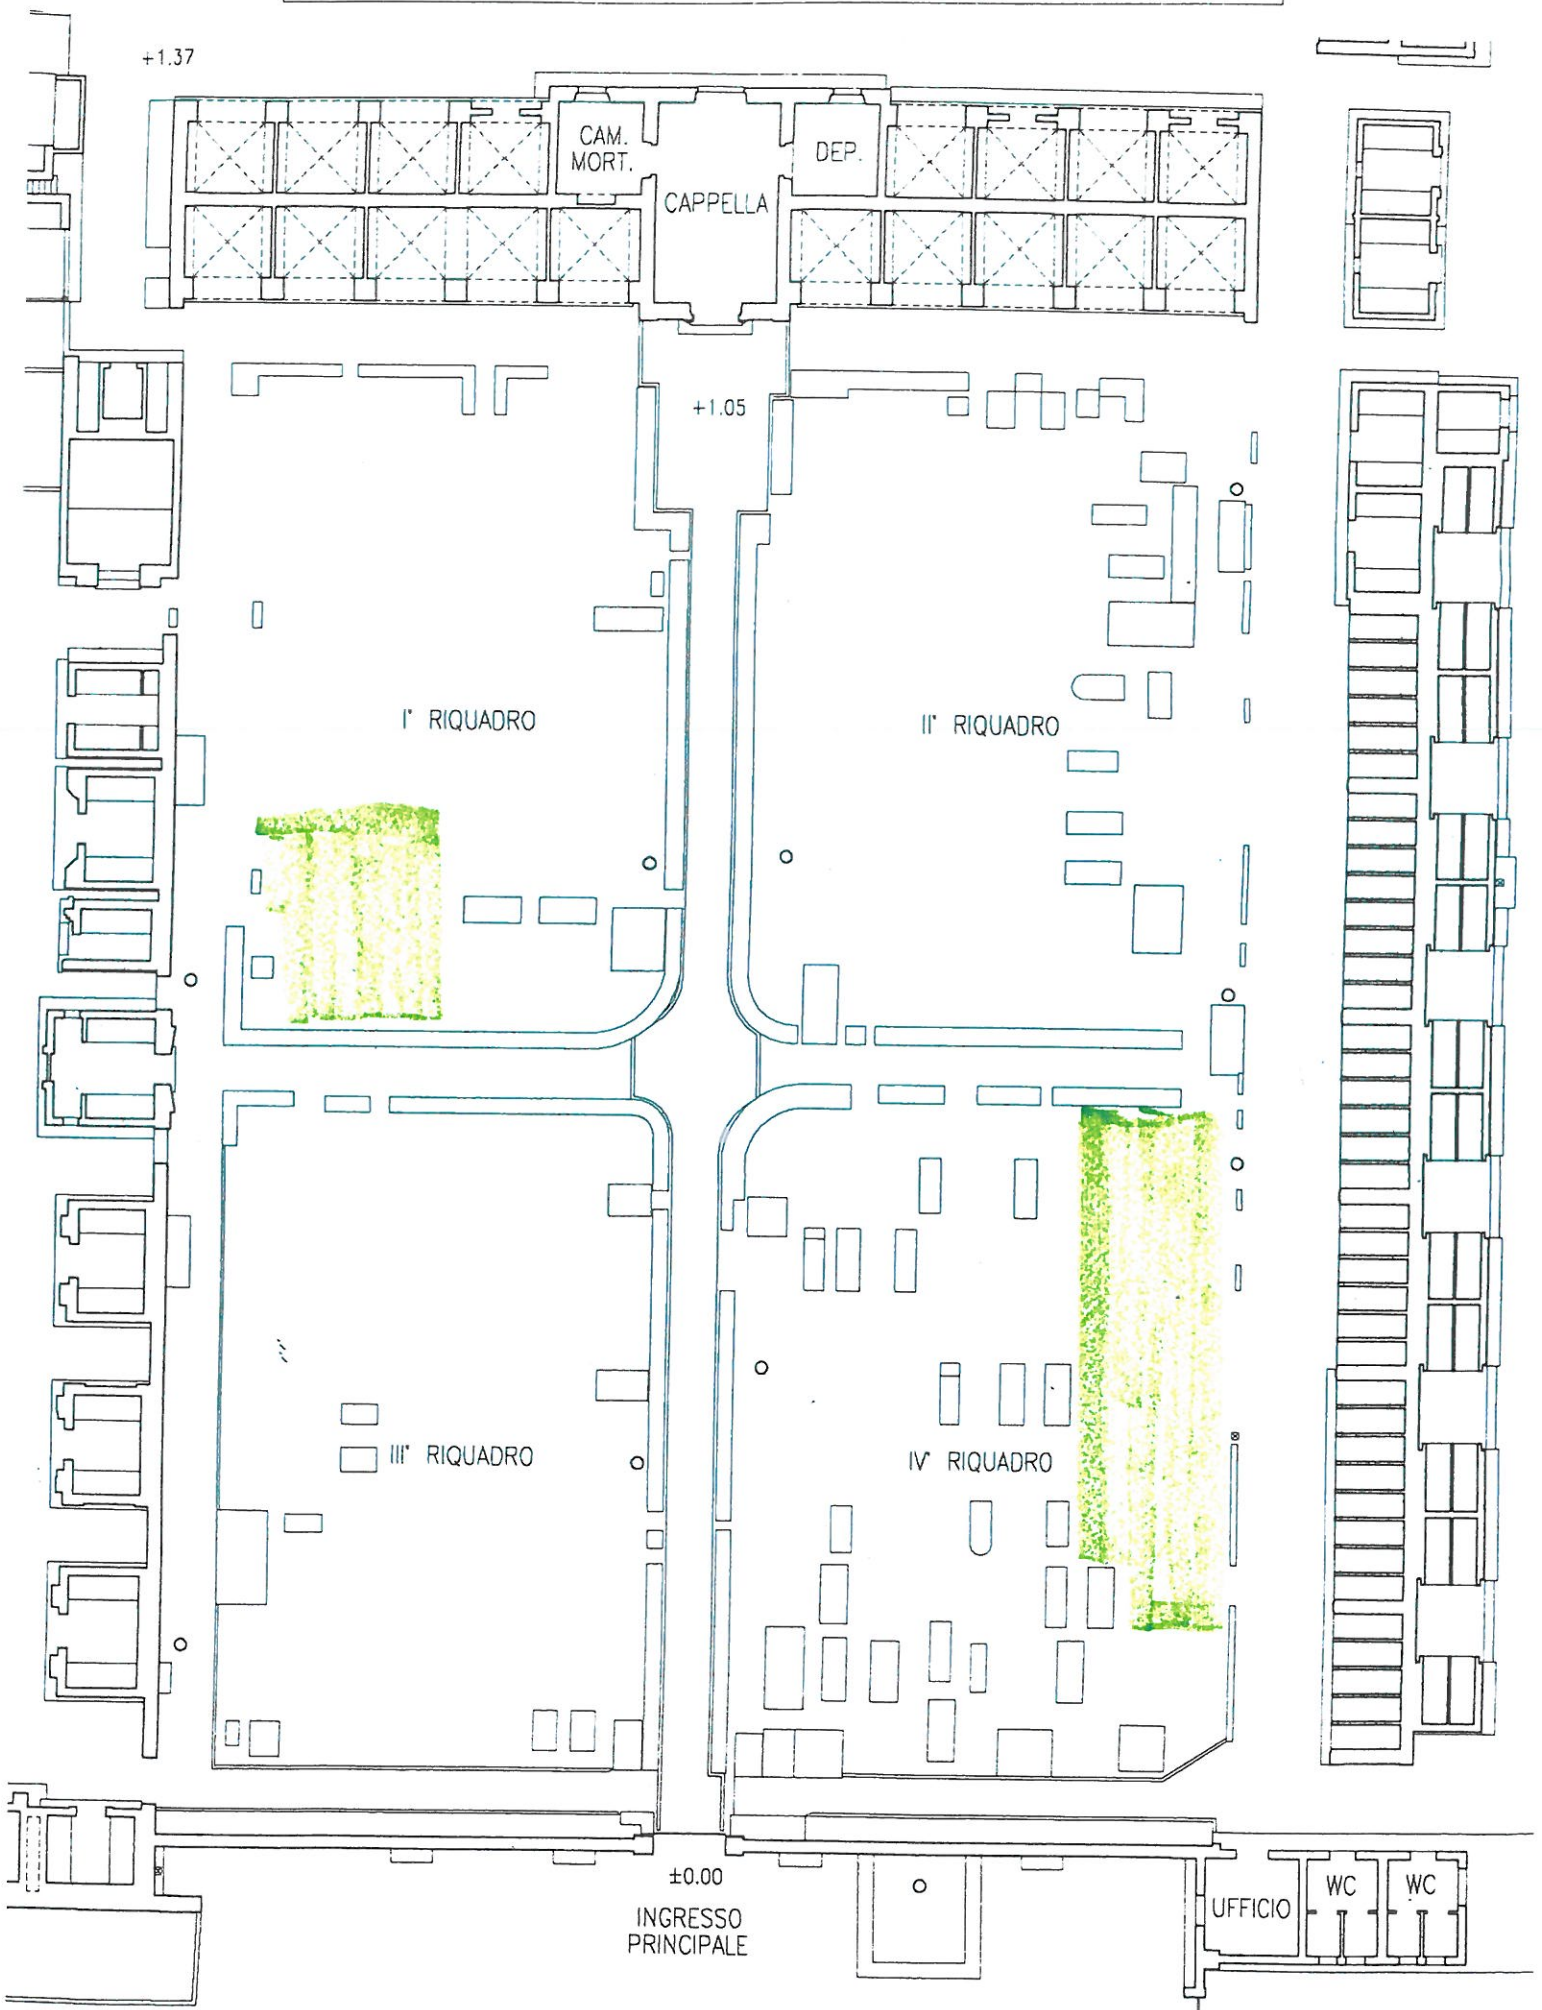 +1.37
CAM.
MORT.
DEP.
CAPPELLA
+1.05
I° RIQUADRO
II° RIQUADRO
III° RIQUADRO
IV° RIQUADRO
±0.00
INGRESSO
PRINCIPALE
UFFICIO
WC
WC